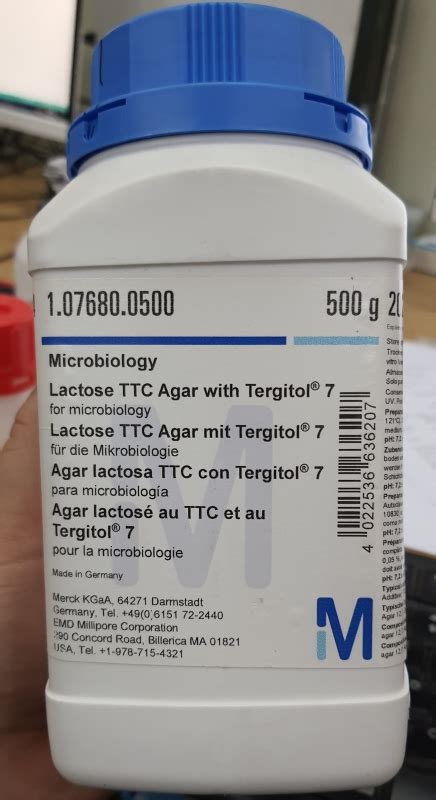 1.07680.0500
500 g
Microbiology
Lactose TTC Agar with Tergitol® 7
for microbiology
Lactose TTC Agar mit Tergitol® 7
für die Mikrobiologie
Agar lactosa TTC con Tergitol® 7
para microbiología
Agar lactosé au TTC et au
Tergitol® 7
pour la microbiologie
Made in Germany
Merck KGaA, 64271 Darmstadt
Germany, Tel. +49(0)6151 72-2440
EMD Millipore Corporation
290 Concord Road, Billerica MA 01821
USA, Tel. +1-978-715-4321
4 022536 636207
M